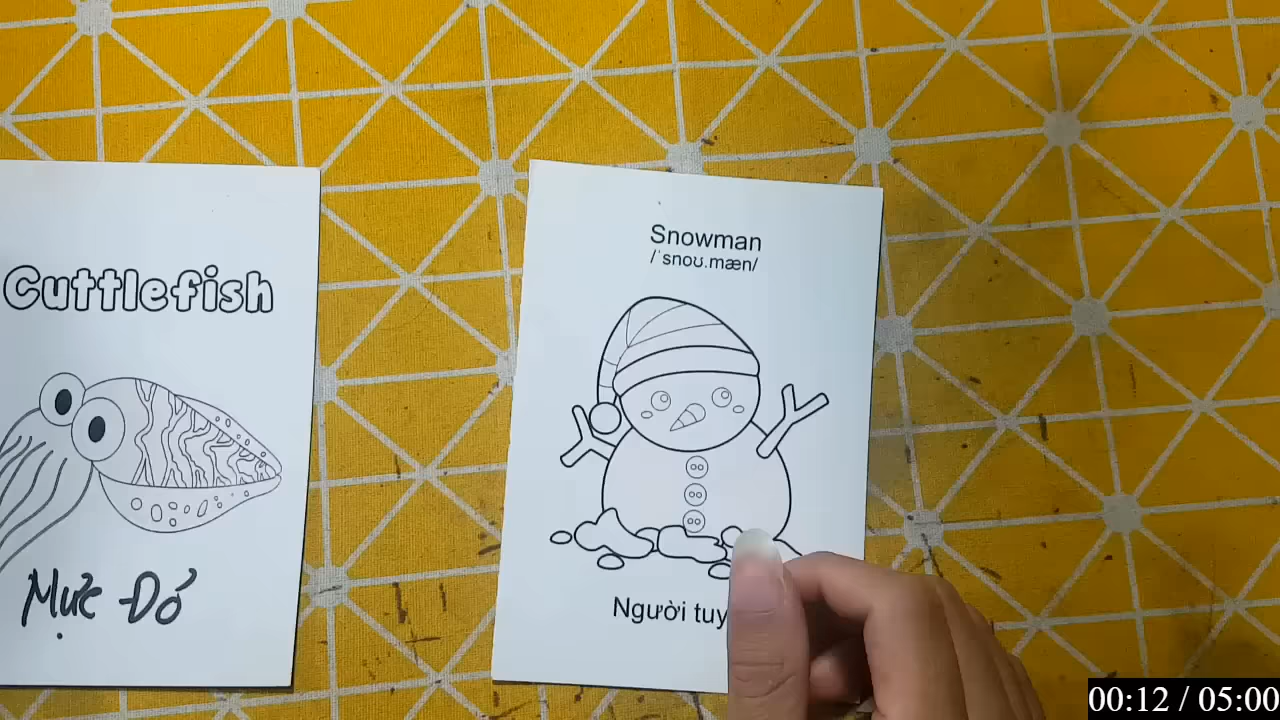 Cuttlefish
Mực Đỏ
Snowman
/ˈsnoʊ.mæn/
Người tuy
00:12 / 05:00